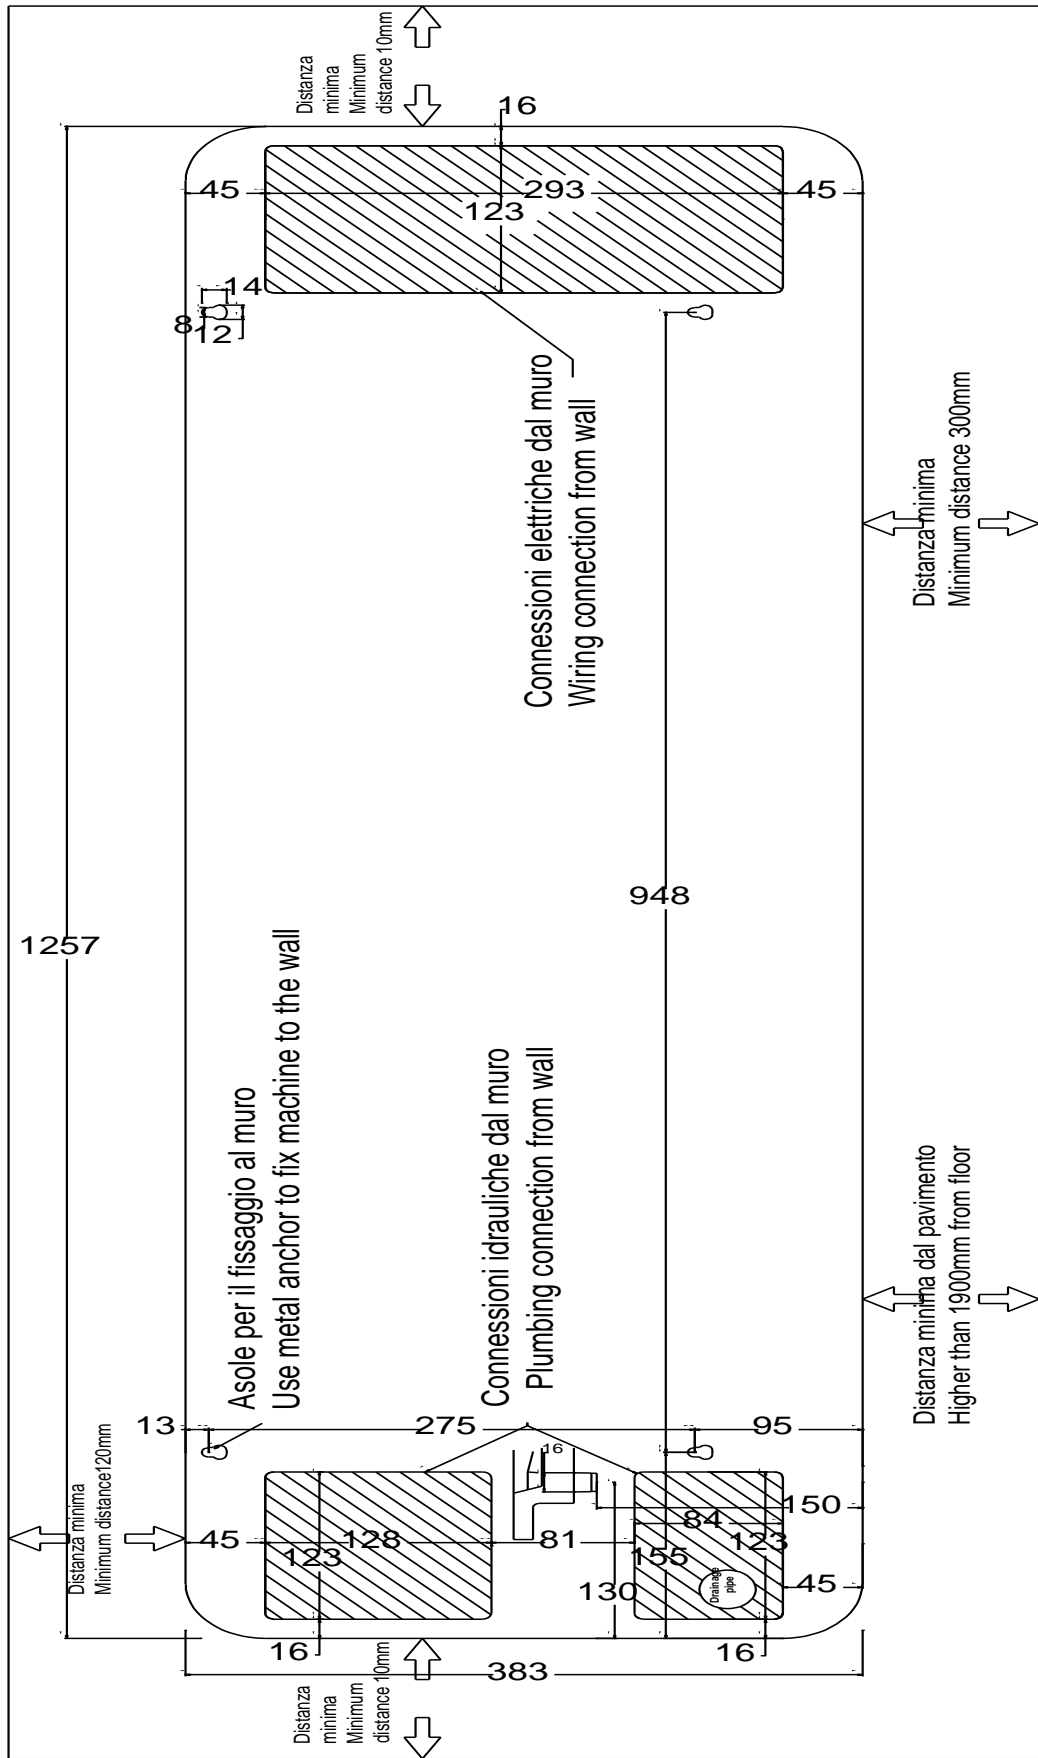 Distanza
minima
Minimum
distance 10mm
16
45
293
45
123
14
8
12
Connessioni elettriche dal muro
Wiring connection from wall
Distanza minima
Minimum distance 300mm
948
1257
Asole per il fissaggio al muro
Use metal anchor to fix machine to the wall
Connessioni idrauliche dal muro
Plumbing connection from wall
Distanza minima dal pavimento
Higher than 1900mm from floor
13
275
95
16
Distanza minima
Minimum distance120mm
150
84
45
128
81
123
123
155
130
45
Drainage
pipe
16
16
383
Distanza
minima
Minimum
distance 10mm